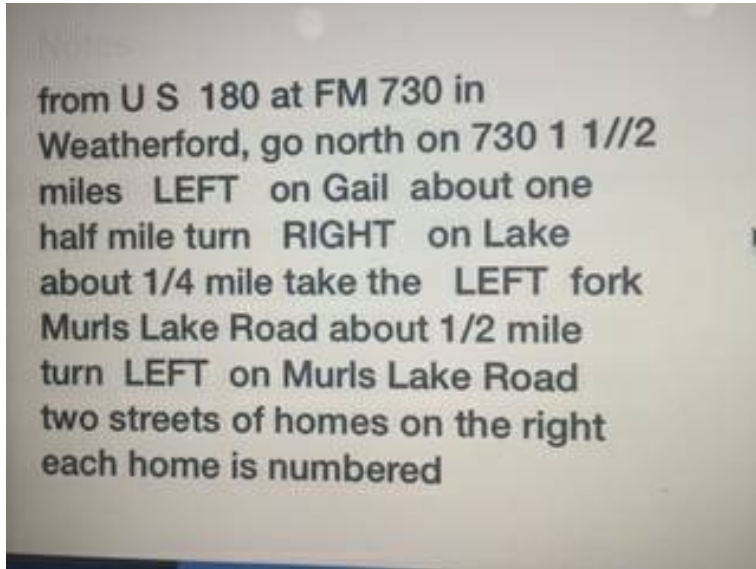 Notes
from U S 180 at FM 730 in
Weatherford, go north on 730 1 1//2
miles LEFT on Gail about one
half mile turn RIGHT on Lake
about 1/4 mile take the LEFT fork
Murls Lake Road about 1/2 mile
turn LEFT on Murls Lake Road
two streets of homes on the right
each home is numbered